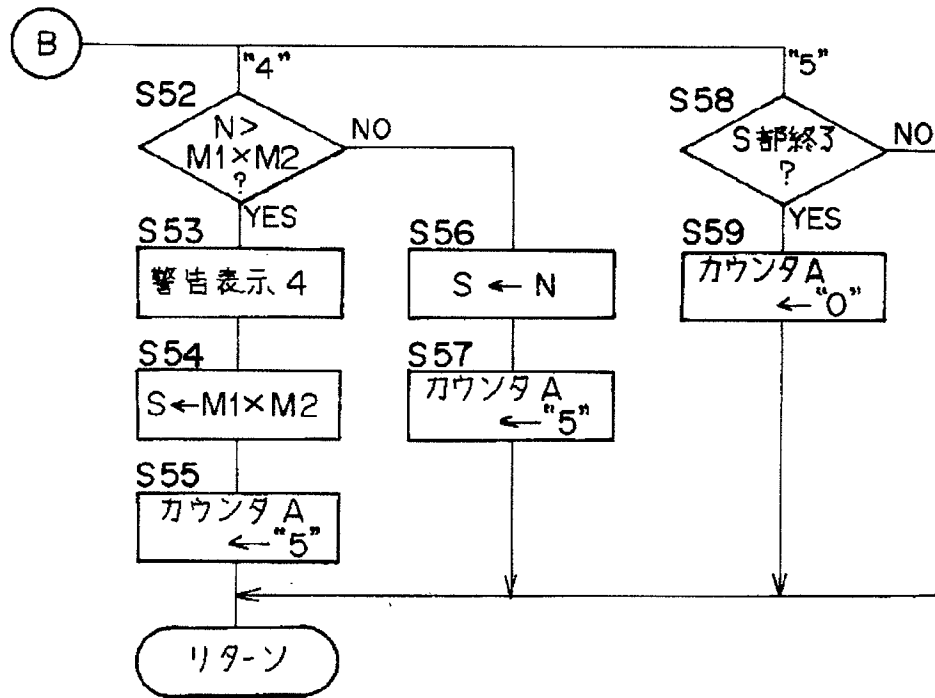 B
"4"
S52
N>
M1×M2
?
NO
YES
S53
警告表示4
S54
S←M1×M2
S55
カウンタA
←"5"
S56
S ← N
S57
カウンタA
←"5"
"5"
S58
S部終了
?
NO
YES
S59
カウンタA
←"0"
リターン